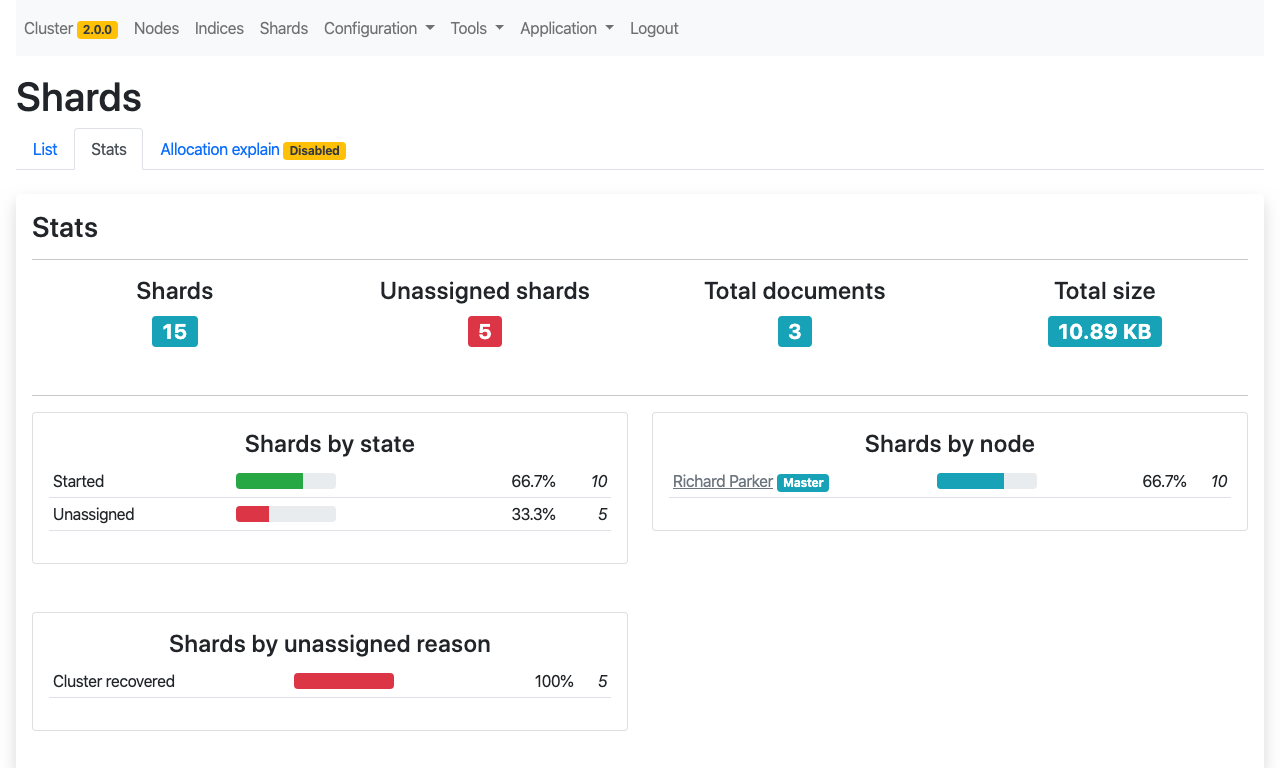 Cluster 2.0.0 Nodes Indices Shards Configuration Tools Application Logout
Shards
List Stats Allocation explain Disabled
Stats
Shards Unassigned shards Total documents Total size
15 5 3 10.89 KB
Shards by state
Started 66.7% 10
Unassigned 33.3% 5
Shards by node
Richard Parker Master 66.7% 10
Shards by unassigned reason
Cluster recovered 100% 5